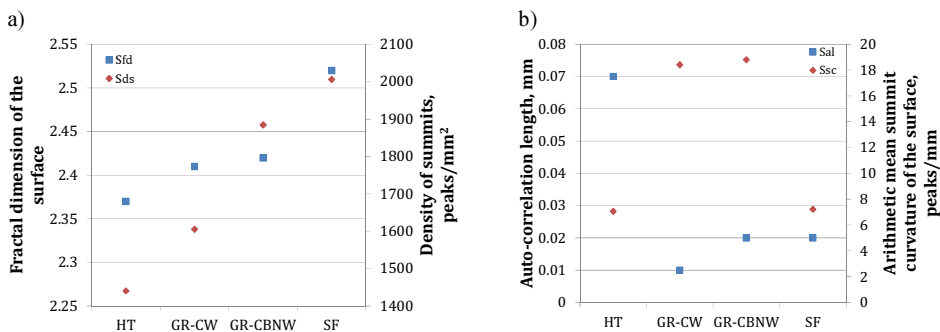 a)
Fractal dimension of the
surface
2.55
2.5
2.45
2.4
2.35
2.3
2.25
Sfd
Sds
2100
2000
1900
1800
1700
1600
1500
1400
Density of summits,
peaks/mm²
HT GR-CW GR-CBNW SF
b)
Auto-correlation length, mm
0.08
0.07
0.06
0.05
0.04
0.03
0.02
0.01
0
Sal
Ssc
20
18
16
14
12
10
8
6
4
2
0
Arithmetic mean summit
curvature of the surface,
peaks/mm
HT GR-CW GR-CBNW SF